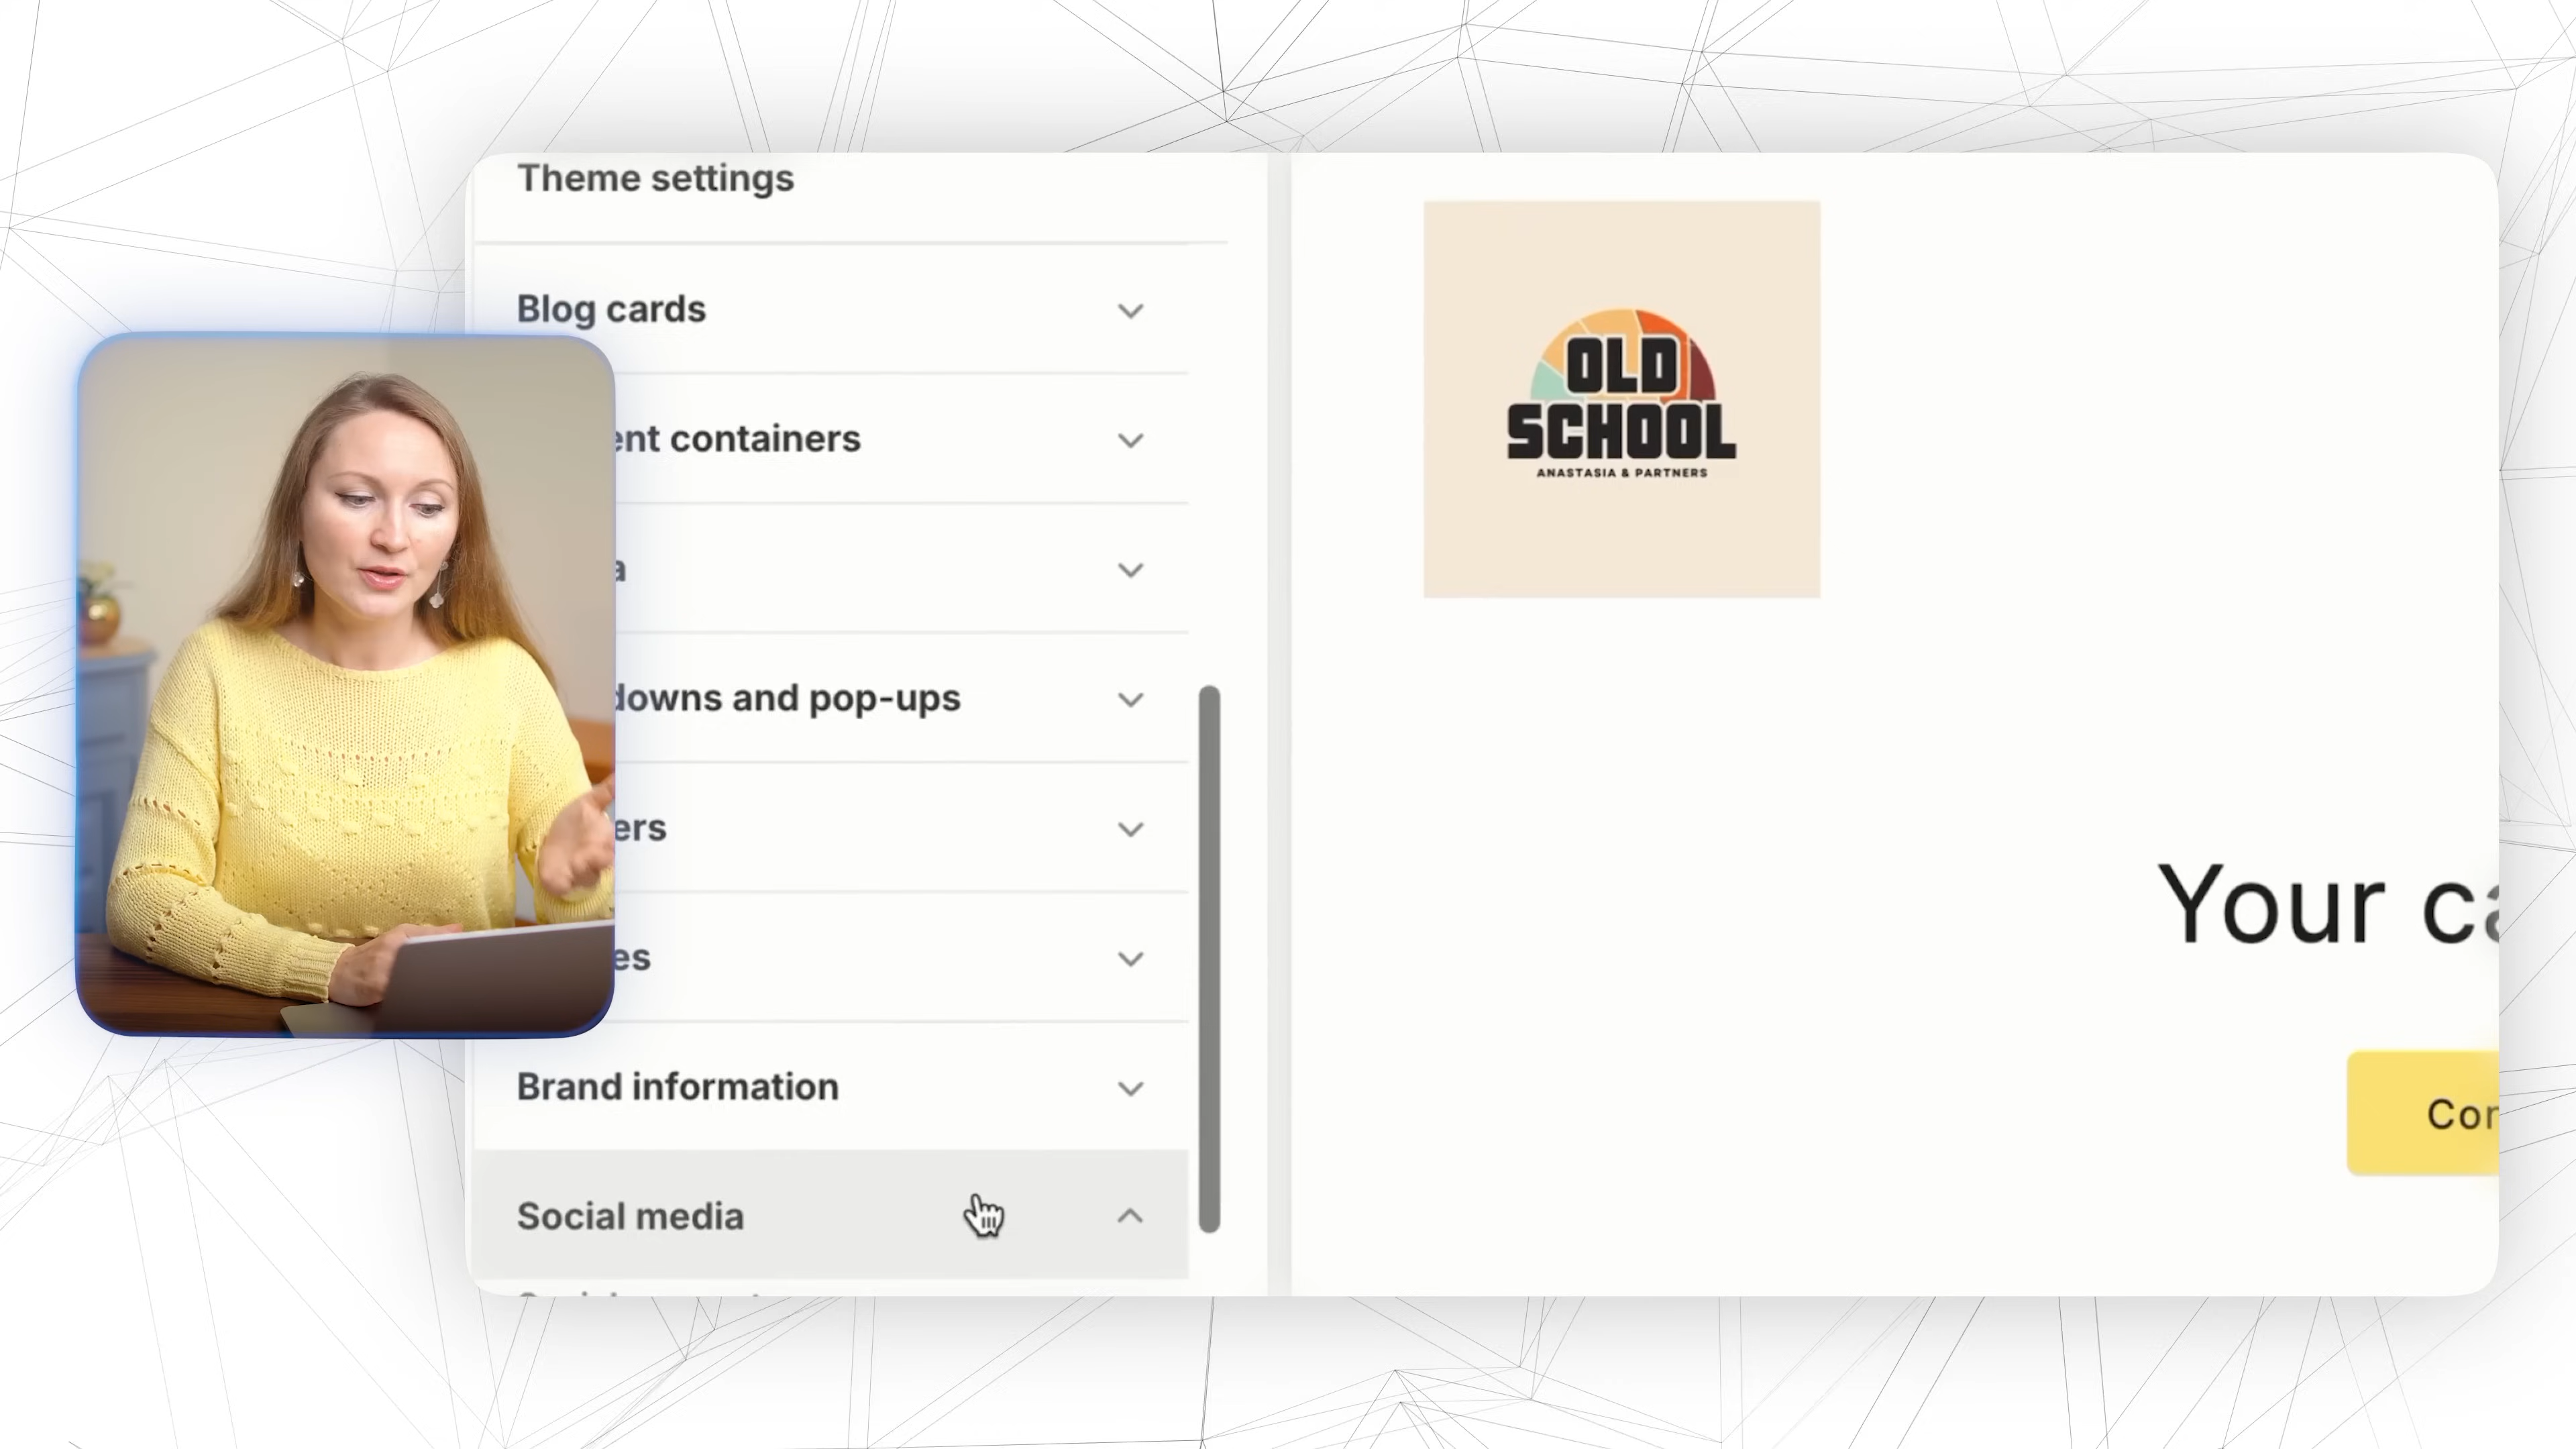 Theme settings
Blog cards
ent containers
a
downs and pop-ups
ers
es
Brand information
Social media
OLD
SCHOOL
ANASTASIA & PARTNERS
Your ca
Con